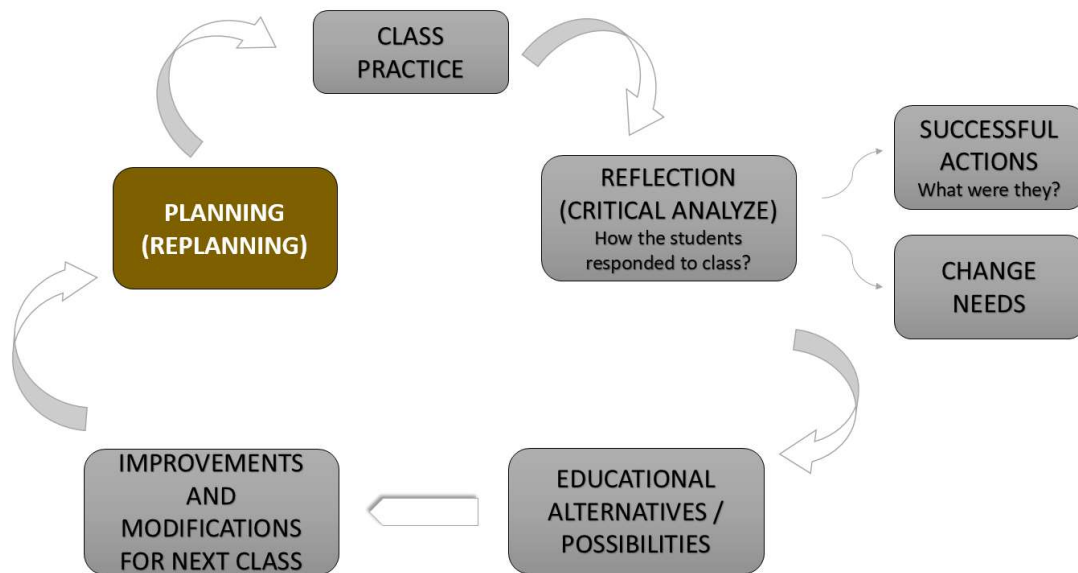 CLASS
PRACTICE
PLANNING
(REPLANNING)
REFLECTION
(CRITICAL ANALYZE)
How the students
responded to class?
SUCCESSFUL
ACTIONS
What were they?
CHANGE
NEEDS
EDUCATIONAL
ALTERNATIVES /
POSSIBILITIES
IMPROVEMENTS
AND
MODIFICATIONS
FOR NEXT CLASS